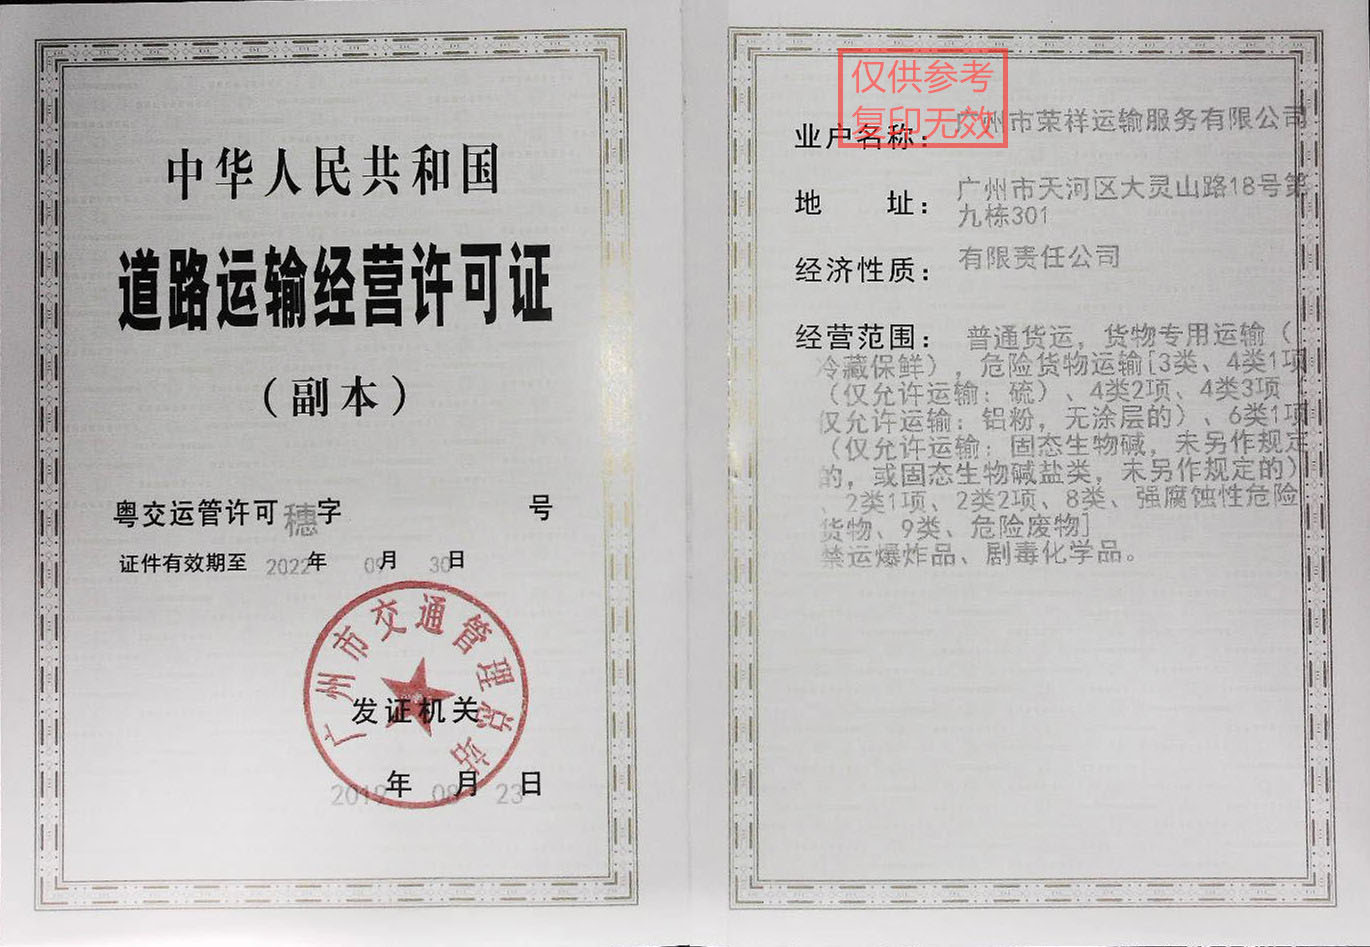 中华人民共和国
道路运输经营许可证
（副本）
粤交运管许可穗字 号
证件有效期至 2022年 09月 30日
广州市交通管理总站
发证机关
2019年 08月 23日
仅供参考
复印无效
业户名称： 广州市荣祥运输服务有限公司
地 址： 广州市天河区大灵山路18号第
九栋301
经济性质： 有限责任公司
经营范围： 普通货运，货物专用运输（
冷藏保鲜），危险货物运输[3类、4类1项
（仅允许运输：硫）、4类2项、4类3项
仅允许运输：铝粉，无涂层的）、6类1项
（仅允许运输：固态生物碱，未另作规定
的，或固态生物碱盐类，未另作规定的）
、2类1项、2类2项、8类、强腐蚀性危险
货物、9类、危险废物]
禁运爆炸品、剧毒化学品。